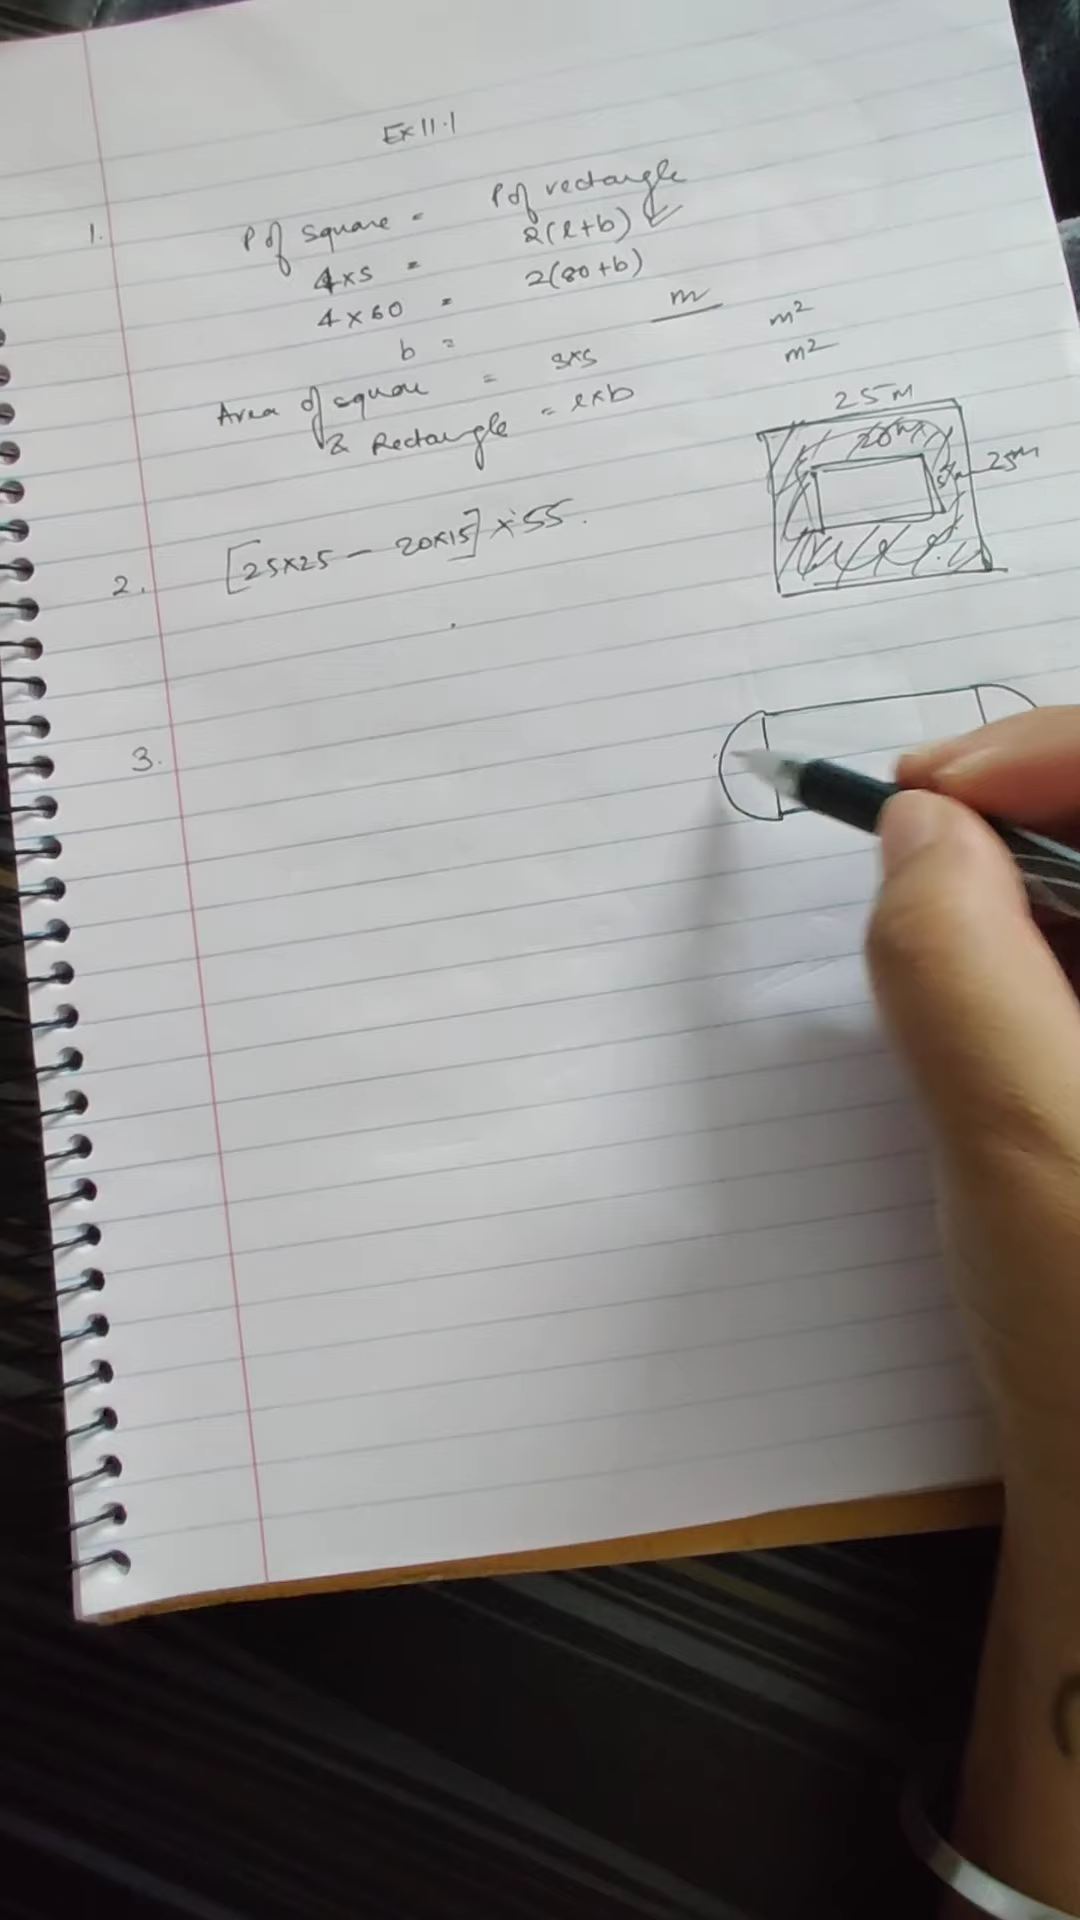 Ex 11.1
1. P of square = P of rectangle
4×s = 2(l+b)
4×60 = 2(80+b)
b = m
Area of square = s×s m²
& Rectangle = l×b m²
25m
20m
25m
2. [25×25 – 20×15] × 55.
3.